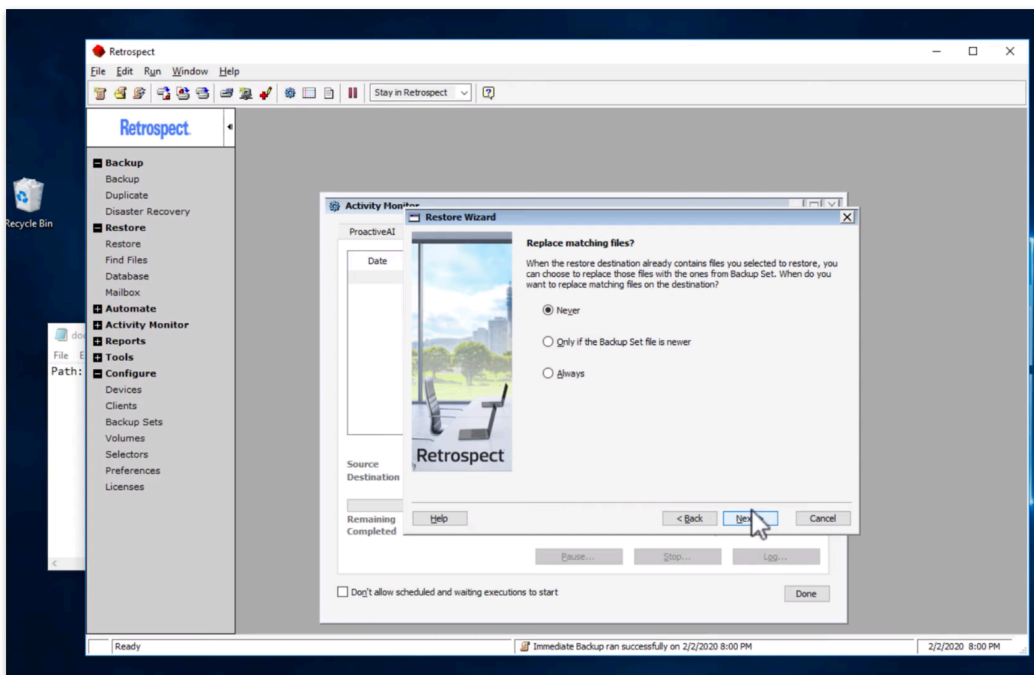 Retrospect
File Edit Run Window Help
Stay in Retrospect
Retrospect
Backup
Backup
Duplicate
Disaster Recovery
Restore
Restore
Find Files
Database
Mailbox
Automate
Activity Monitor
Reports
Tools
Configure
Devices
Clients
Backup Sets
Volumes
Selectors
Preferences
Licenses
Recycle Bin
File
Path:
Activity Monitor
ProactiveAI
Date
Source
Destination
Remaining
Completed
Restore Wizard
Replace matching files?
When the restore destination already contains files you selected to restore, you
can choose to replace those files with the ones from Backup Set. When do you
want to replace matching files on the destination?
Never
Only if the Backup Set file is newer
Always
Retrospect
Help
< Back
Cancel
Pause...
Stop...
Log...
Don't allow scheduled and waiting executions to start
Done
Ready
Immediate Backup ran successfully on 2/2/2020 8:00 PM
2/2/2020 8:00 PM